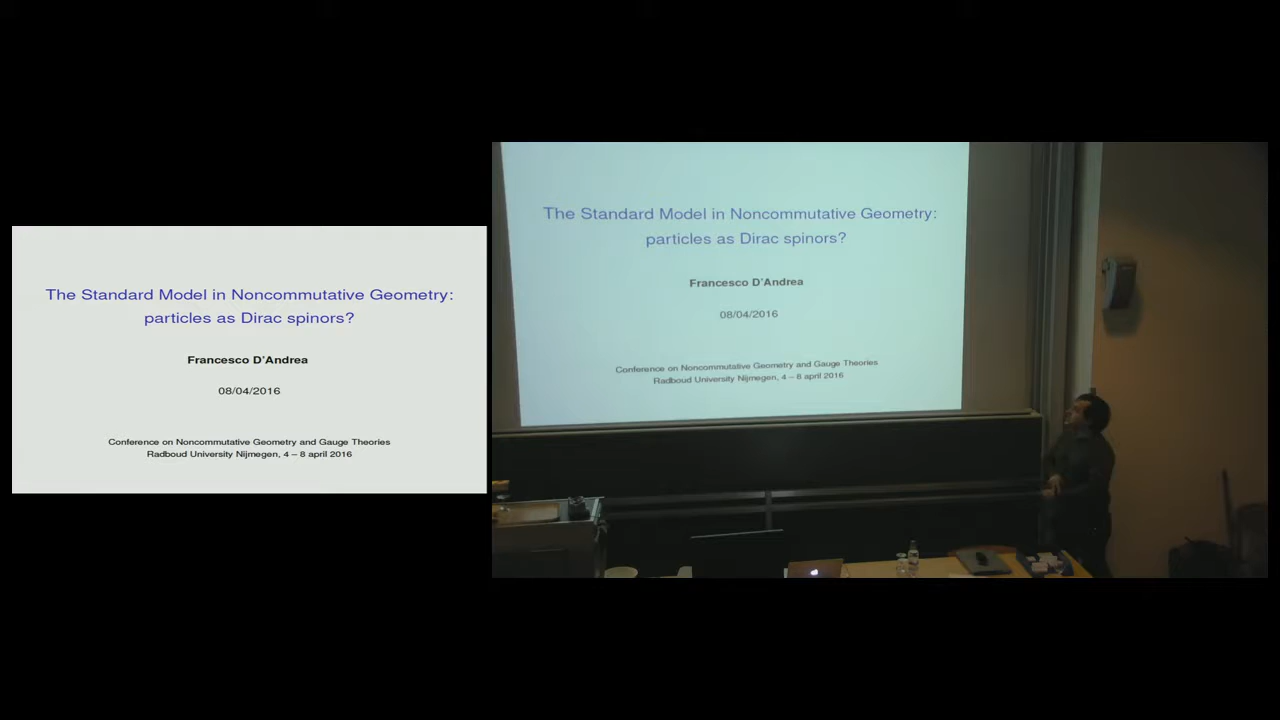 The Standard Model in Noncommutative Geometry:
particles as Dirac spinors?
Francesco D'Andrea
08/04/2016
Conference on Noncommutative Geometry and Gauge Theories
Radboud University Nijmegen, 4 – 8 april 2016
The Standard Model in Noncommutative Geometry:
particles as Dirac spinors?
Francesco D'Andrea
08/04/2016
Conference on Noncommutative Geometry and Gauge Theories
Radboud University Nijmegen, 4 – 8 april 2016